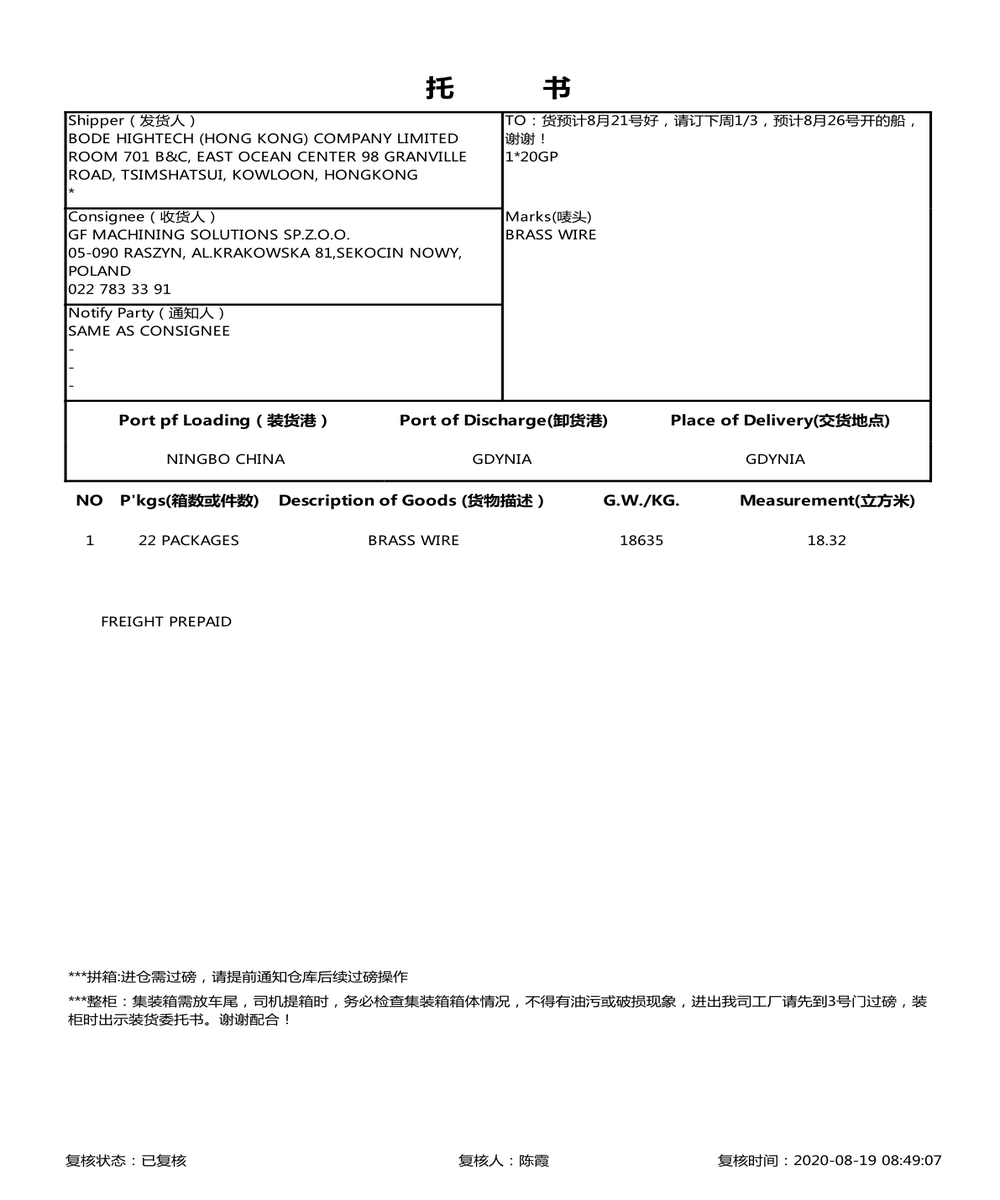 托 书
Shipper（发货人）
BODE HIGHTECH (HONG KONG) COMPANY LIMITED
ROOM 701 B&C, EAST OCEAN CENTER 98 GRANVILLE
ROAD, TSIMSHATSUI, KOWLOON, HONGKONG
*
TO：货预计8月21号好，请订下周1/3，预计8月26号开的船，
谢谢！
1*20GP
Consignee（收货人）
GF MACHINING SOLUTIONS SP.Z.O.O.
05-090 RASZYN, AL.KRAKOWSKA 81,SEKOCIN NOWY,
POLAND
022 783 33 91
Marks(唛头)
BRASS WIRE
Notify Party（通知人）
SAME AS CONSIGNEE
-
-
-
Port pf Loading（装货港） Port of Discharge(卸货港) Place of Delivery(交货地点)
NINGBO CHINA GDYNIA GDYNIA
NO P'kgs(箱数或件数) Description of Goods (货物描述） G.W./KG. Measurement(立方米)
1 22 PACKAGES BRASS WIRE 18635 18.32
FREIGHT PREPAID
***拼箱:进仓需过磅，请提前通知仓库后续过磅操作
***整柜：集装箱需放车尾，司机提箱时，务必检查集装箱箱体情况，不得有油污或破损现象，进出我司工厂请先到3号门过磅，装
柜时出示装货委托书。谢谢配合！
复核状态：已复核 复核人：陈霞 复核时间：2020-08-19 08:49:07